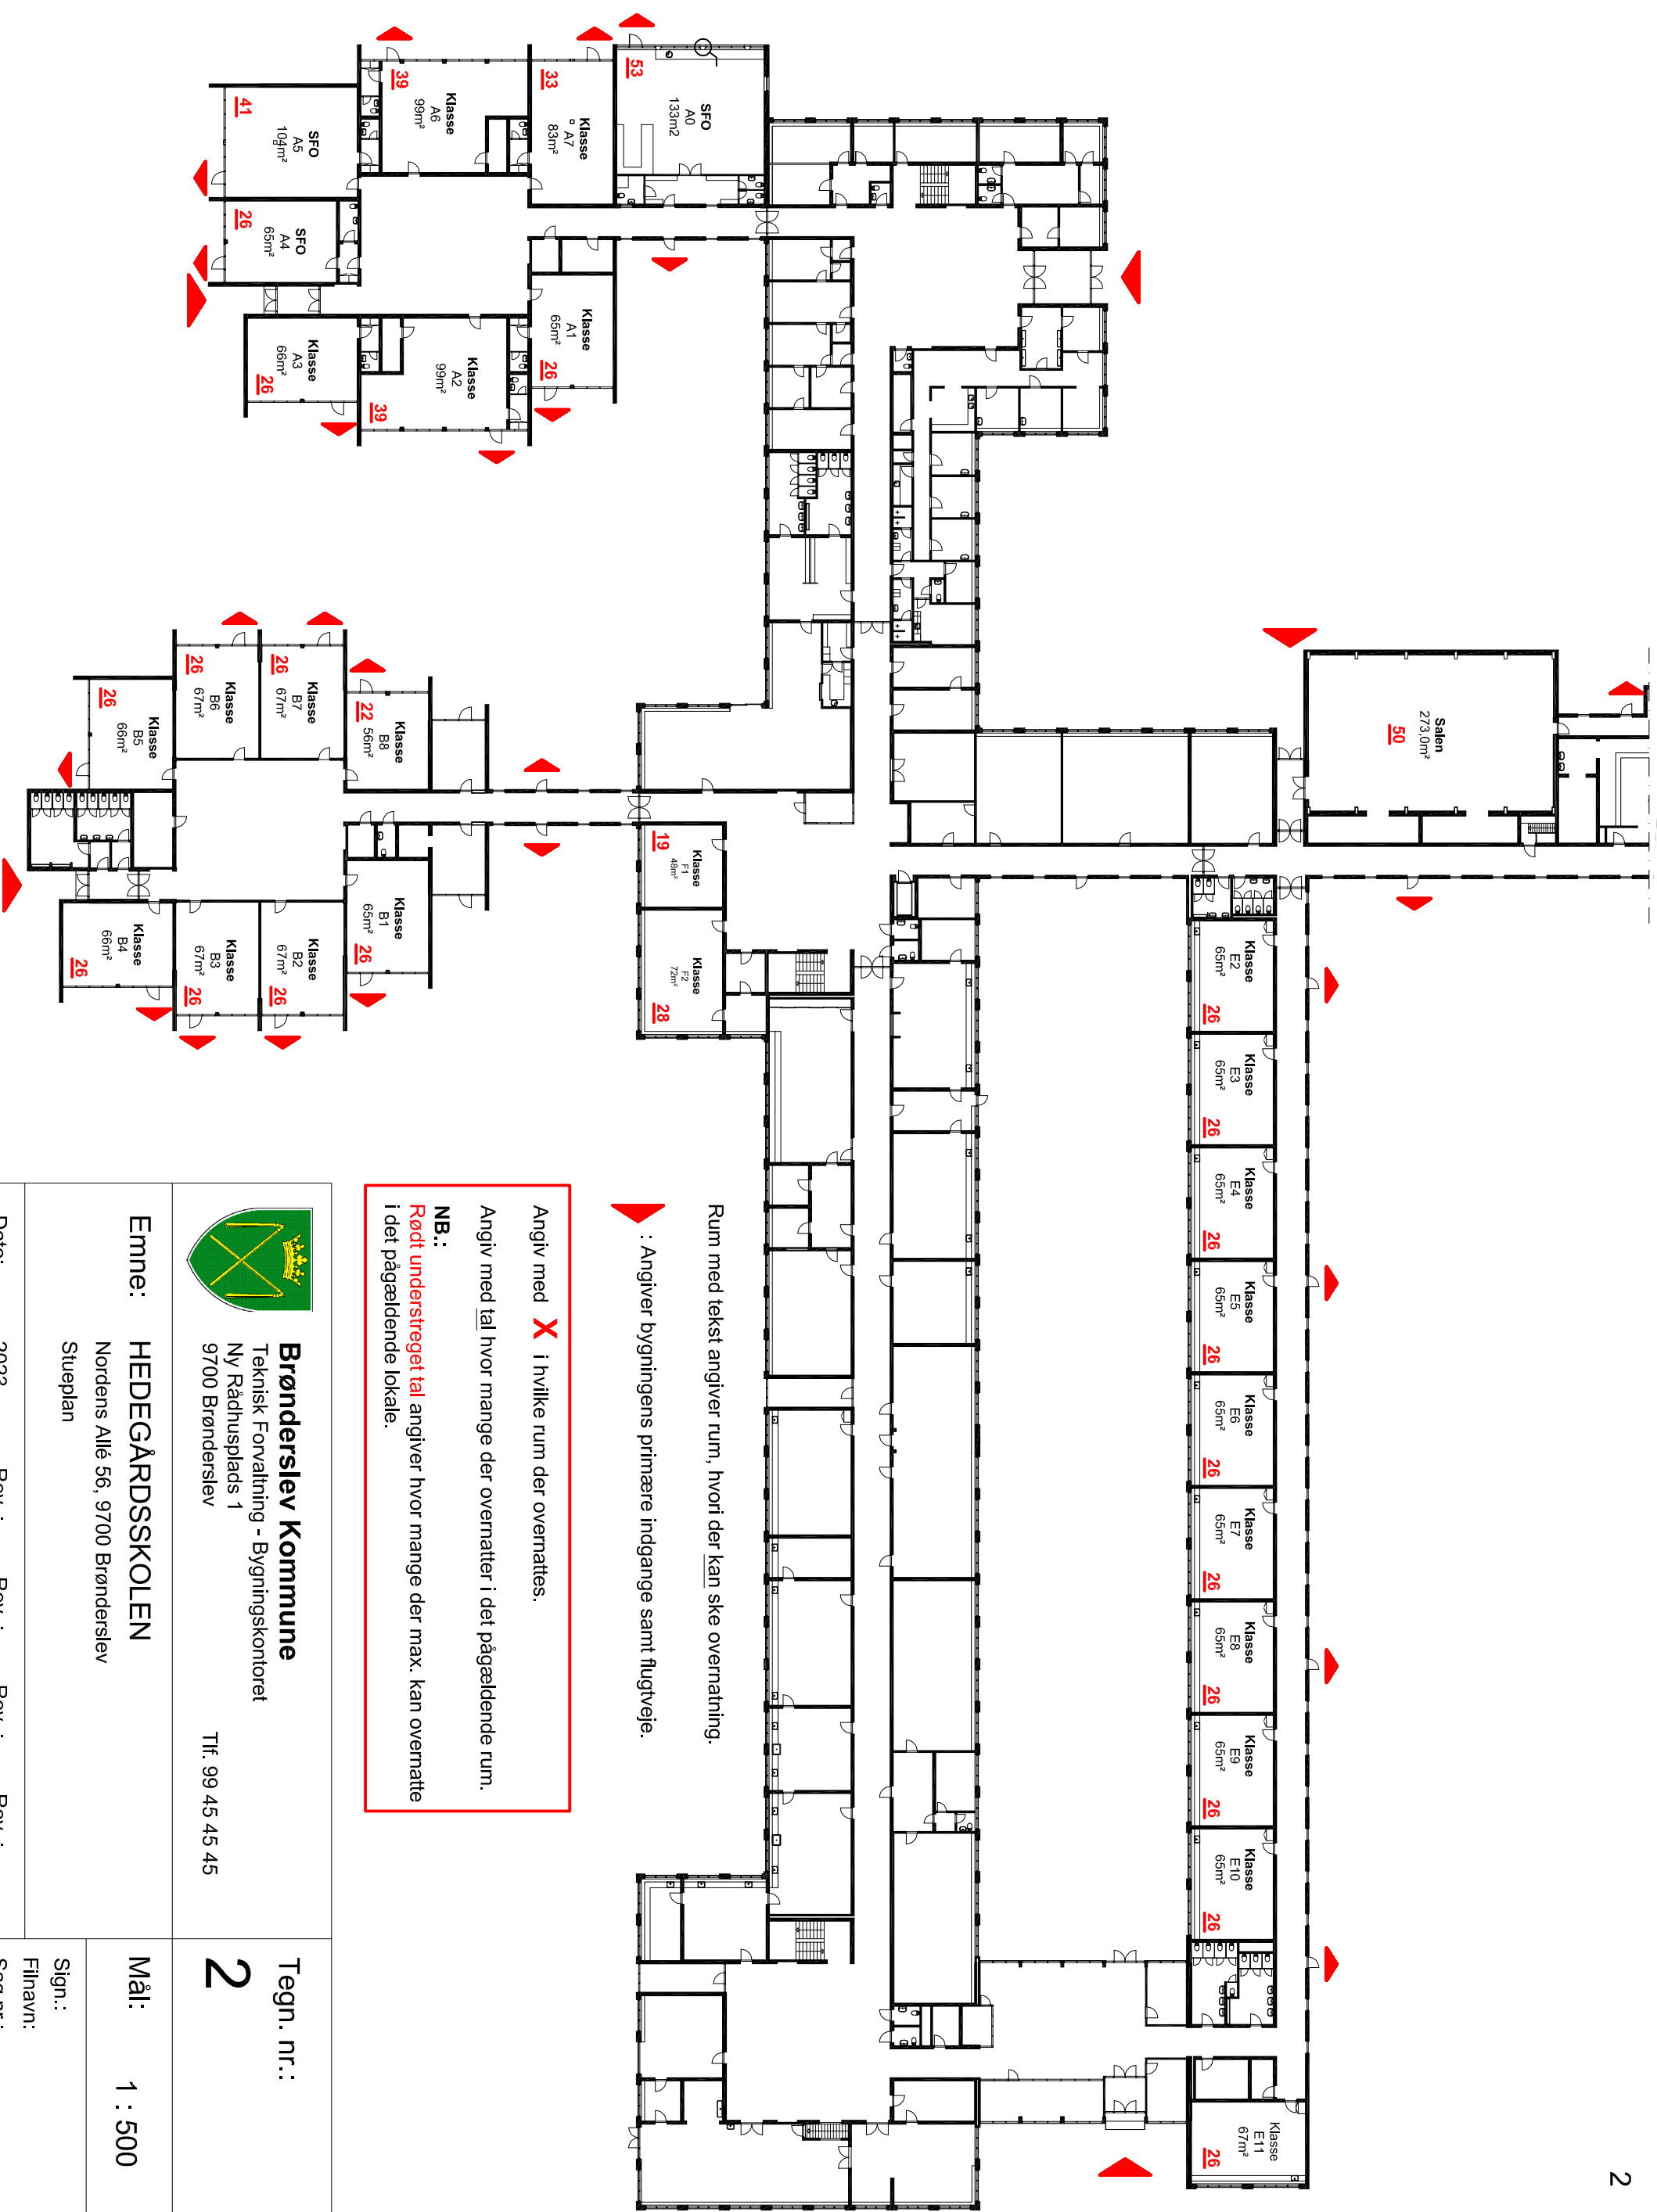 2
Salen
273,0m²
50
Klasse
E2
65m²
26
Klasse
E3
65m²
26
Klasse
E4
65m²
26
Klasse
E5
65m²
26
Klasse
E6
65m²
26
Klasse
E7
65m²
26
Klasse
E8
65m²
26
Klasse
E9
65m²
26
Klasse
E10
65m²
26
Klasse
E11
67m²
26
SFO
A0
133m2
53
Klasse
A7
83m²
33
Klasse
A6
99m²
39
SFO
A5
104m²
41
SFO
A4
65m²
26
Klasse
A1
65m²
26
Klasse
A2
99m²
39
Klasse
A3
66m²
26
Klasse
F1
48m²
19
Klasse
F2
72m²
28
Klasse
B8
56m²
22
Klasse
B7
67m²
26
Klasse
B6
67m²
26
Klasse
B5
66m²
26
Klasse
B1
65m²
26
Klasse
B2
67m²
26
Klasse
B3
67m²
26
Klasse
B4
66m²
26
Rum med tekst angiver rum, hvori der kan ske overnatning.
: Angiver bygningens primære indgange samt flugtveje.
Angiv med X i hvilke rum der overnattes.
Angiv med tal hvor mange der overnatter i det pågældende rum.
NB.:
Rødt understreget tal angiver hvor mange der max. kan overnatte
i det pågældende lokale.
Brønderslev Kommune
Teknisk Forvaltning - Bygningskontoret
Ny Rådhusplads 1
9700 Brønderslev
Tlf. 99 45 45 45
Tegn. nr.:
2
Emne: HEDEGÅRDSSKOLEN
Nordens Allé 56, 9700 Brønderslev
Stueplan
Mål: 1 : 500
Sign.:
Filnavn: